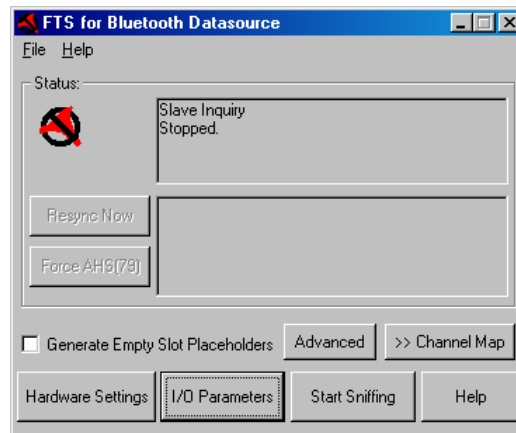 FTS for Bluetooth Datasource
File Help
Status:
Slave Inquiry
Stopped.
Resync Now
Force AHS(79)
Generate Empty Slot Placeholders
Advanced
>> Channel Map
Hardware Settings
I/O Parameters
Start Sniffing
Help